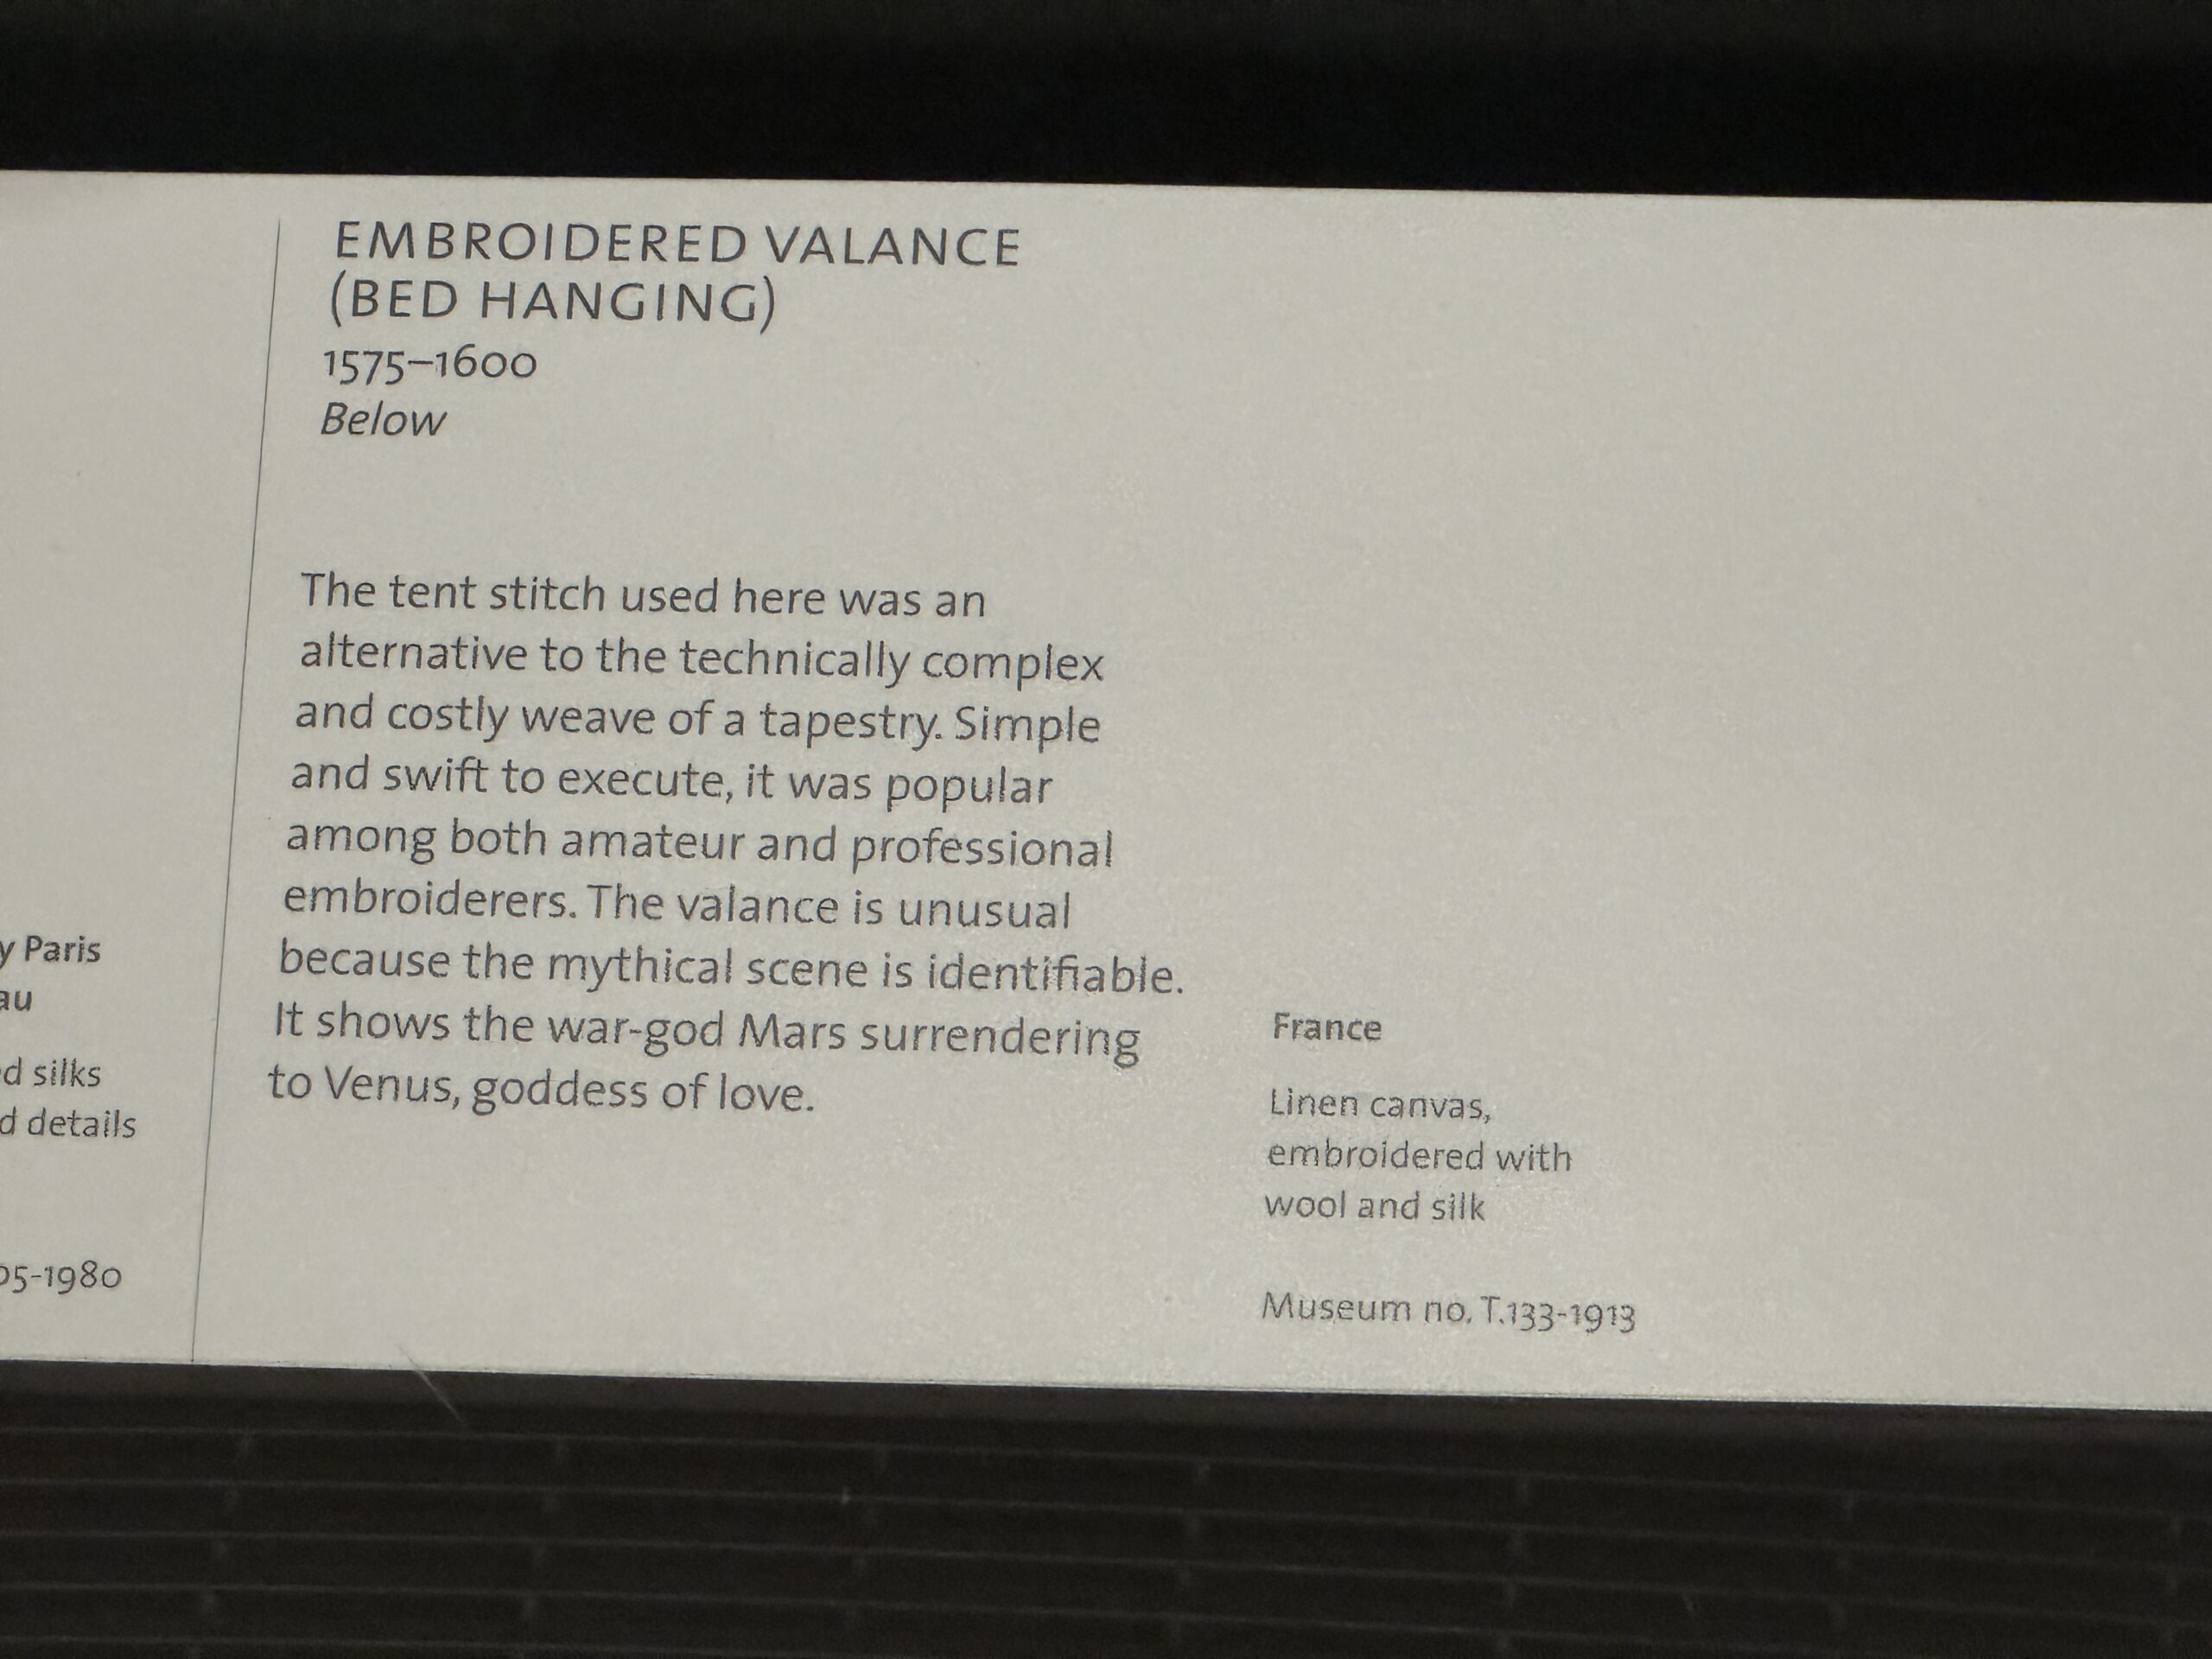 EMBROIDERED VALANCE
(BED HANGING)
1575–1600
Below
The tent stitch used here was an
alternative to the technically complex
and costly weave of a tapestry. Simple
and swift to execute, it was popular
among both amateur and professional
embroiderers. The valance is unusual
because the mythical scene is identifiable.
It shows the war-god Mars surrendering
to Venus, goddess of love.
France
Linen canvas,
embroidered with
wool and silk
Museum no. T.133-1913
Paris
silks
details